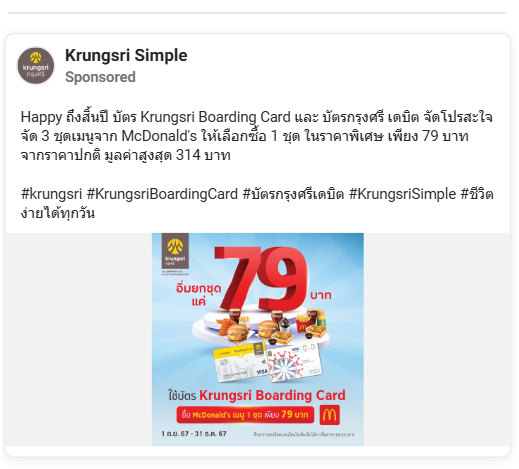 Krungsri Simple
Sponsored
Happy ถึงสิ้นปี บัตร Krungsri Boarding Card และ บัตรกรุงศรี เดบิต จัดโปรสะใจ
จัด 3 ชุดเมนูจาก McDonald's ให้เลือกซื้อ 1 ชุด ในราคาพิเศษ เพียง 79 บาท
จากราคาปกติ มูลค่าสูงสุด 314 บาท
#krungsri #KrungsriBoardingCard #บัตรกรุงศรีเดบิต #KrungsriSimple #ชีวิต
ง่ายได้ทุกวัน
krungsri
กรุงศรี
อิ่มยกชุด
แค่
79
บาท
VISA
ใช้บัตร Krungsri Boarding Card
ซื้อ McDonald's เมนู 1 ชุด เพียง 79 บาท
1 ก.ย. 67 - 31 ธ.ค. 67